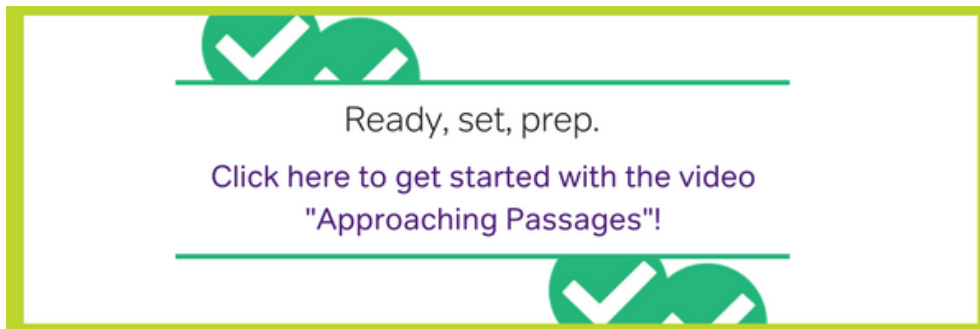 Ready, set, prep.
Click here to get started with the video
"Approaching Passages"!